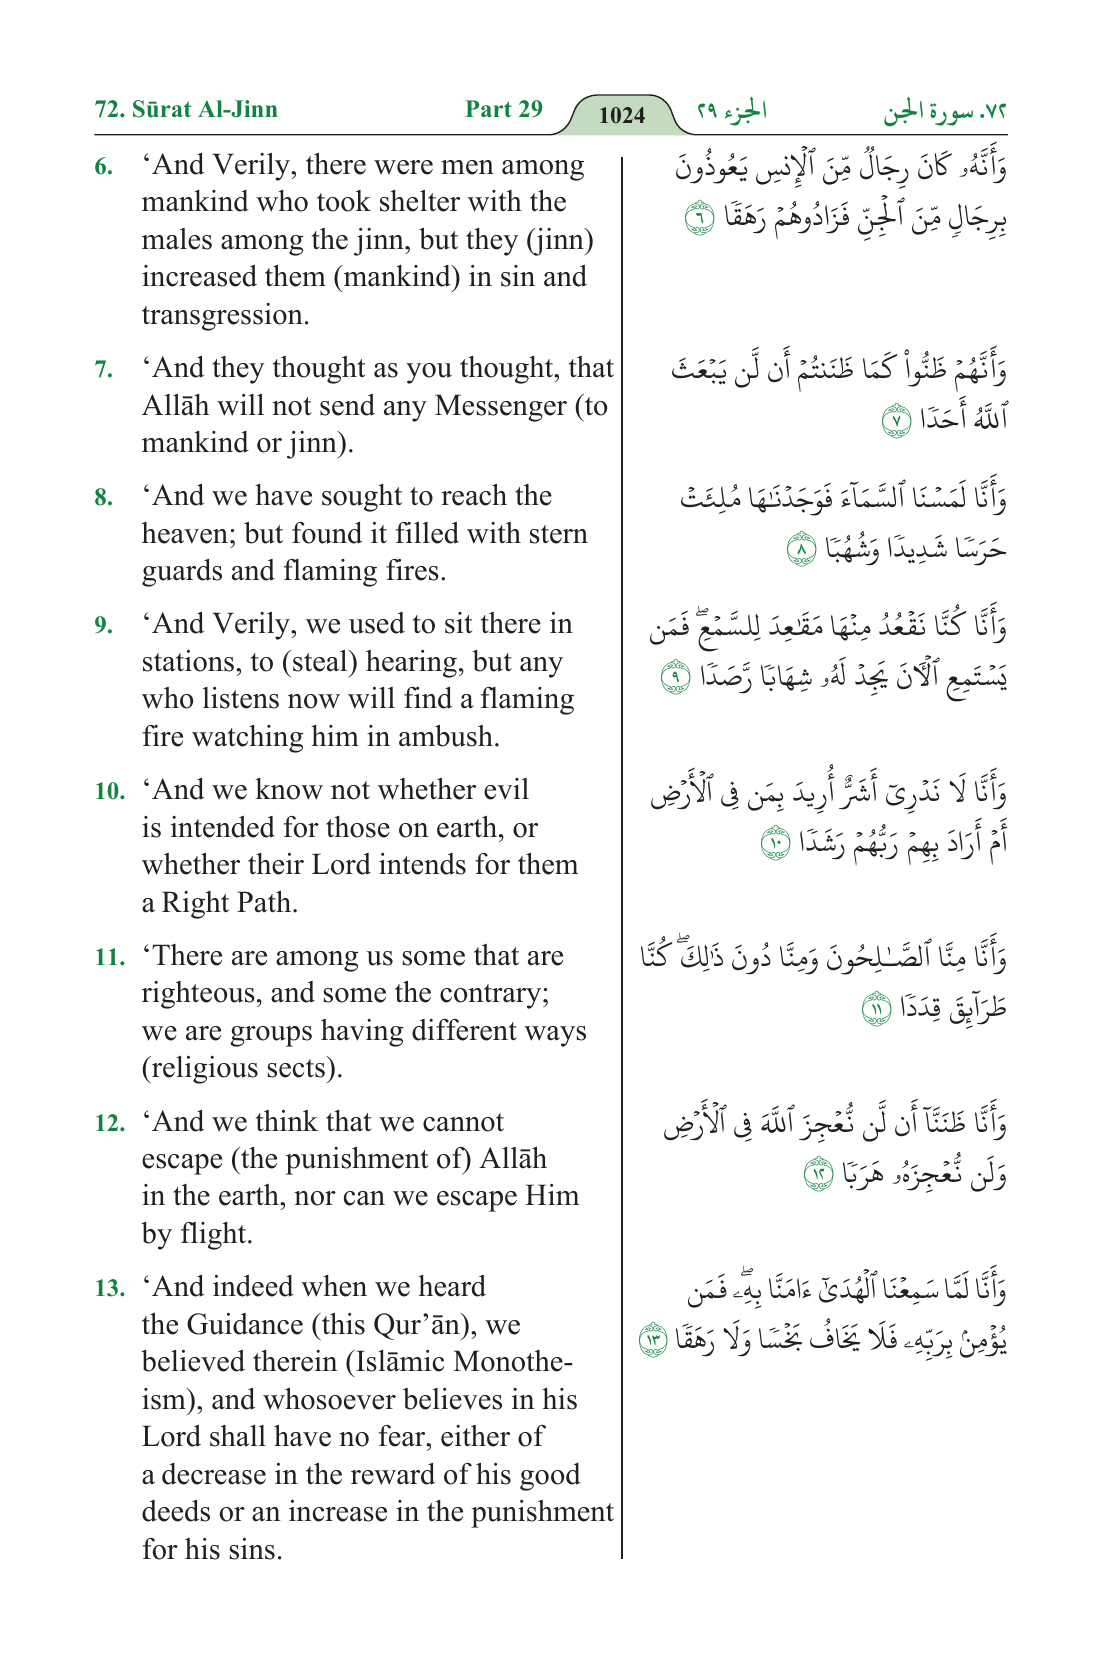 72. Sūrat Al-Jinn Part 29 1024 الجزء ٢٩ ٧٢. سورة الجن
6. ‘And Verily, there were men among
mankind who took shelter with the
males among the jinn, but they (jinn)
increased them (mankind) in sin and
transgression.
7. ‘And they thought as you thought, that
Allāh will not send any Messenger (to
mankind or jinn).
8. ‘And we have sought to reach the
heaven; but found it filled with stern
guards and flaming fires.
9. ‘And Verily, we used to sit there in
stations, to (steal) hearing, but any
who listens now will find a flaming
fire watching him in ambush.
10. ‘And we know not whether evil
is intended for those on earth, or
whether their Lord intends for them
a Right Path.
11. ‘There are among us some that are
righteous, and some the contrary;
we are groups having different ways
(religious sects).
12. ‘And we think that we cannot
escape (the punishment of) Allāh
in the earth, nor can we escape Him
by flight.
13. ‘And indeed when we heard
the Guidance (this Qur’ān), we
believed therein (Islāmic Monothe-
ism), and whosoever believes in his
Lord shall have no fear, either of
a decrease in the reward of his good
deeds or an increase in the punishment
for his sins.
وَأَنَّهُۥ كَانَ رِجَالٌ مِّنَ ٱلْإِنسِ يَعُوذُونَ
بِرِجَالٍ مِّنَ ٱلْجِنِّ فَزَادُوهُمْ رَهَقًا ٦
وَأَنَّهُمْ ظَنُّوا۟ كَمَا ظَنَنتُمْ أَن لَّن يَبْعَثَ
ٱللَّهُ أَحَدًا ٧
وَأَنَّا لَمَسْنَا ٱلسَّمَآءَ فَوَجَدْنَـٰهَا مُلِئَتْ
حَرَسًا شَدِيدًا وَشُهُبًا ٨
وَأَنَّا كُنَّا نَقْعُدُ مِنْهَا مَقَـٰعِدَ لِلسَّمْعِ ۖ فَمَن
يَسْتَمِعِ ٱلْـَٔانَ يَجِدْ لَهُۥ شِهَابًا رَّصَدًا ٩
وَأَنَّا لَا نَدْرِىٓ أَشَرٌّ أُرِيدَ بِمَن فِى ٱلْأَرْضِ
أَمْ أَرَادَ بِهِمْ رَبُّهُمْ رَشَدًا ١٠
وَأَنَّا مِنَّا ٱلصَّـٰلِحُونَ وَمِنَّا دُونَ ذَٰلِكَ ۖ كُنَّا
طَرَآئِقَ قِدَدًا ١١
وَأَنَّا ظَنَنَّآ أَن لَّن نُّعْجِزَ ٱللَّهَ فِى ٱلْأَرْضِ
وَلَن نُّعْجِزَهُۥ هَرَبًا ١٢
وَأَنَّا لَمَّا سَمِعْنَا ٱلْهُدَىٰٓ ءَامَنَّا بِهِۦ ۖ فَمَن
يُؤْمِنۢ بِرَبِّهِۦ فَلَا يَخَافُ بَخْسًا وَلَا رَهَقًا ١٣